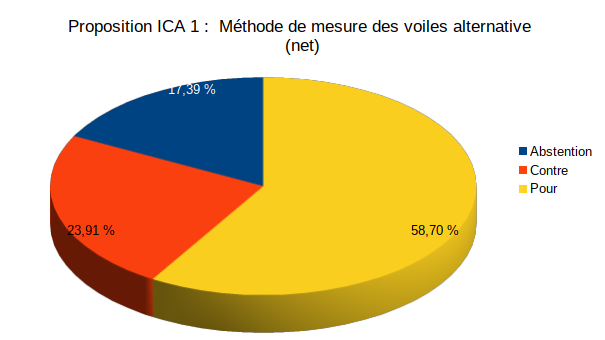 Proposition ICA 1 :  Méthode de mesure des voiles alternative
(net)
17,39 %
Abstention
Contre
Pour
23,91 %
58,70 %